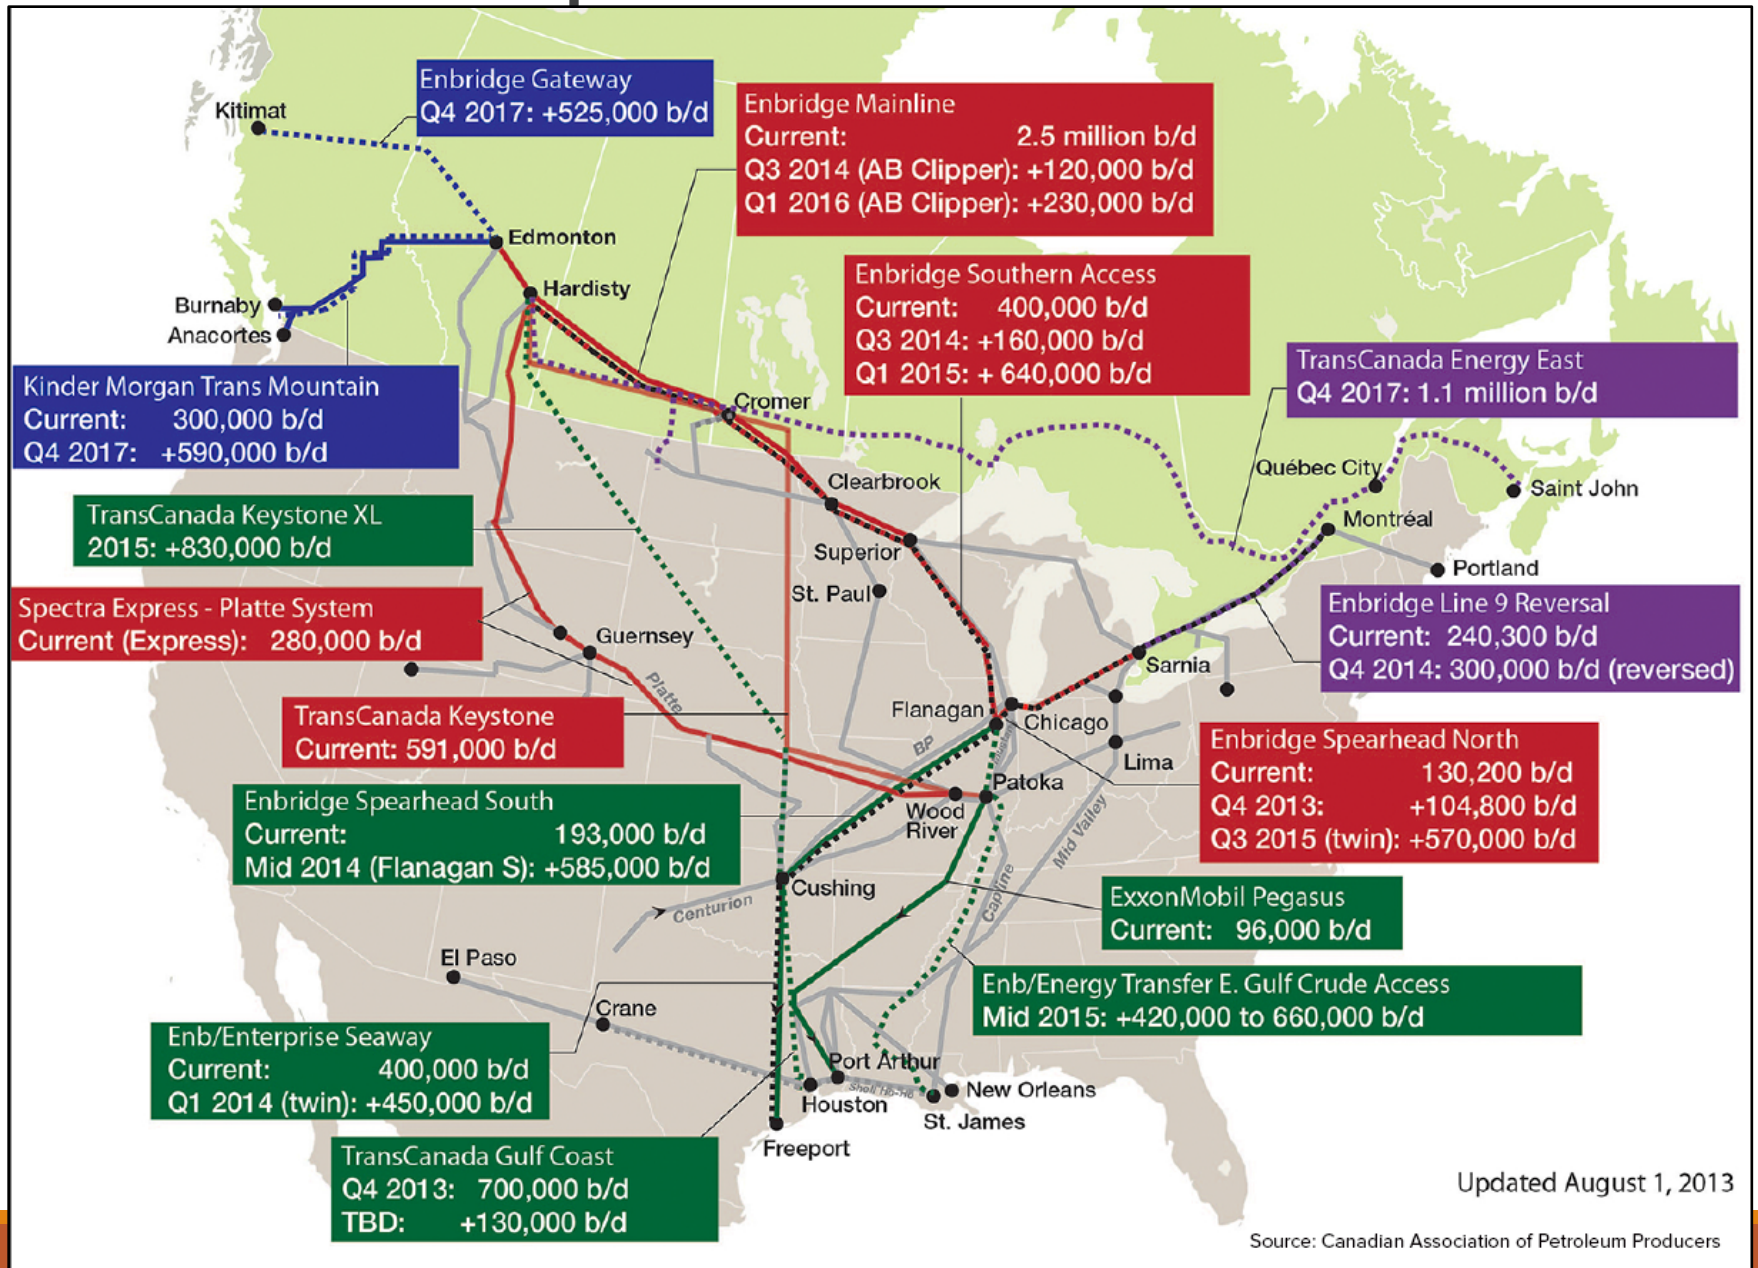 Enbridge Gateway
Q4 2017: +525,000 b/d
Enbridge Mainline
Current: 2.5 million b/d
Q3 2014 (AB Clipper): +120,000 b/d
Q1 2016 (AB Clipper): +230,000 b/d
Kitimat
Edmonton
Hardisty
Burnaby
Anacortes
Enbridge Southern Access
Current: 400,000 b/d
Q3 2014: +160,000 b/d
Q1 2015: + 640,000 b/d
TransCanada Energy East
Q4 2017: 1.1 million b/d
Kinder Morgan Trans Mountain
Current: 300,000 b/d
Q4 2017: +590,000 b/d
Cromer
Clearbrook
Québec City
Saint John
Montréal
Superior
Portland
St. Paul
TransCanada Keystone XL
2015: +830,000 b/d
Spectra Express - Platte System
Current (Express): 280,000 b/d
Guernsey
Platte
Sarnia
Enbridge Line 9 Reversal
Current: 240,300 b/d
Q4 2014: 300,000 b/d (reversed)
TransCanada Keystone
Current: 591,000 b/d
Flanagan
Chicago
BP
Lima
Patoka
Wood
River
Mid Valley
Enbridge Spearhead North
Current: 130,200 b/d
Q4 2013: +104,800 b/d
Q3 2015 (twin): +570,000 b/d
Enbridge Spearhead South
Current: 193,000 b/d
Mid 2014 (Flanagan S): +585,000 b/d
Cushing
Centurion
Capline
ExxonMobil Pegasus
Current: 96,000 b/d
El Paso
Crane
Enb/Energy Transfer E. Gulf Crude Access
Mid 2015: +420,000 to 660,000 b/d
Enb/Enterprise Seaway
Current: 400,000 b/d
Q1 2014 (twin): +450,000 b/d
Port Arthur
Shell Ho-Ho
New Orleans
Houston
St. James
Freeport
TransCanada Gulf Coast
Q4 2013: 700,000 b/d
TBD: +130,000 b/d
Updated August 1, 2013
Source: Canadian Association of Petroleum Producers